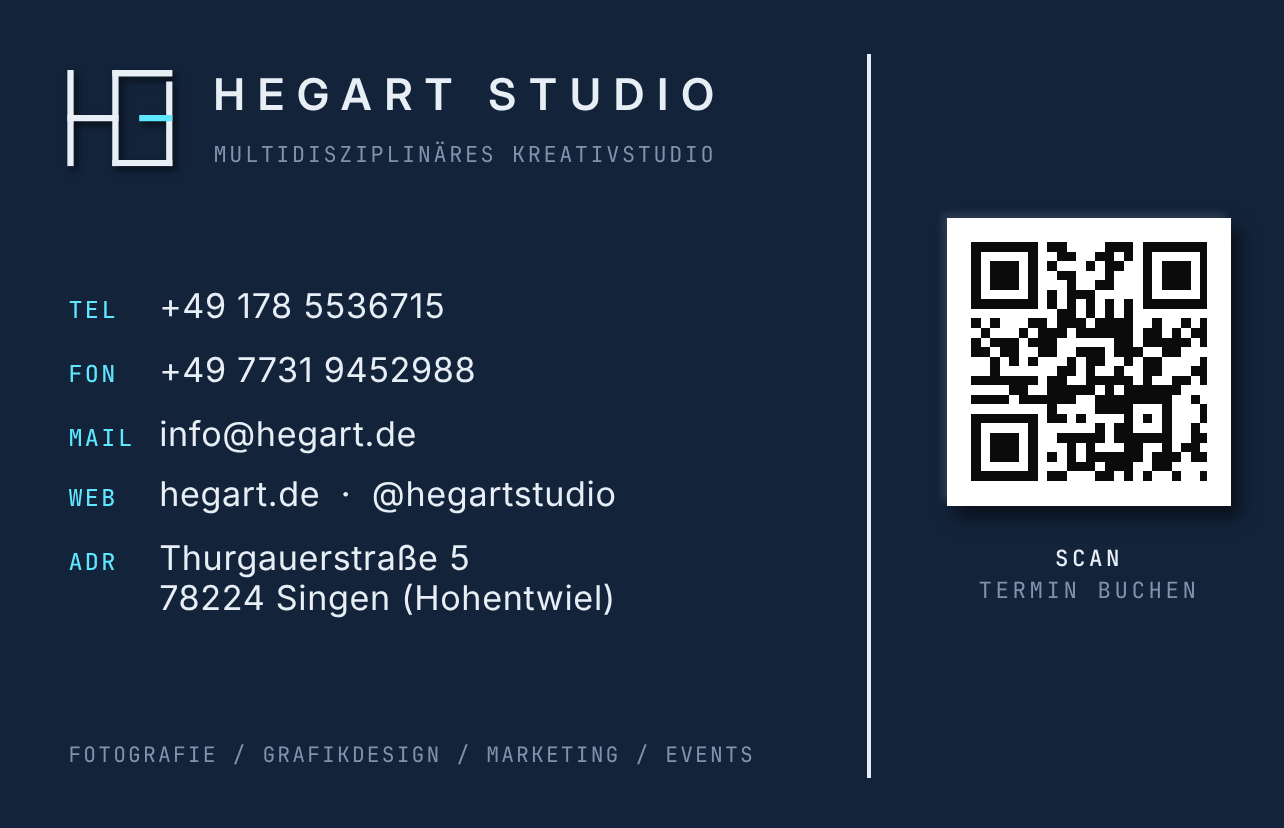 HG
HEGART STUDIO
MULTIDISZIPLINÄRES KREATIVSTUDIO
TEL +49 178 5536715
FON +49 7731 9452988
MAIL info@hegart.de
WEB hegart.de · @hegartstudio
ADR Thurgauerstraße 5
78224 Singen (Hohentwiel)
FOTOGRAFIE / GRAFIKDESIGN / MARKETING / EVENTS
SCAN
TERMIN BUCHEN